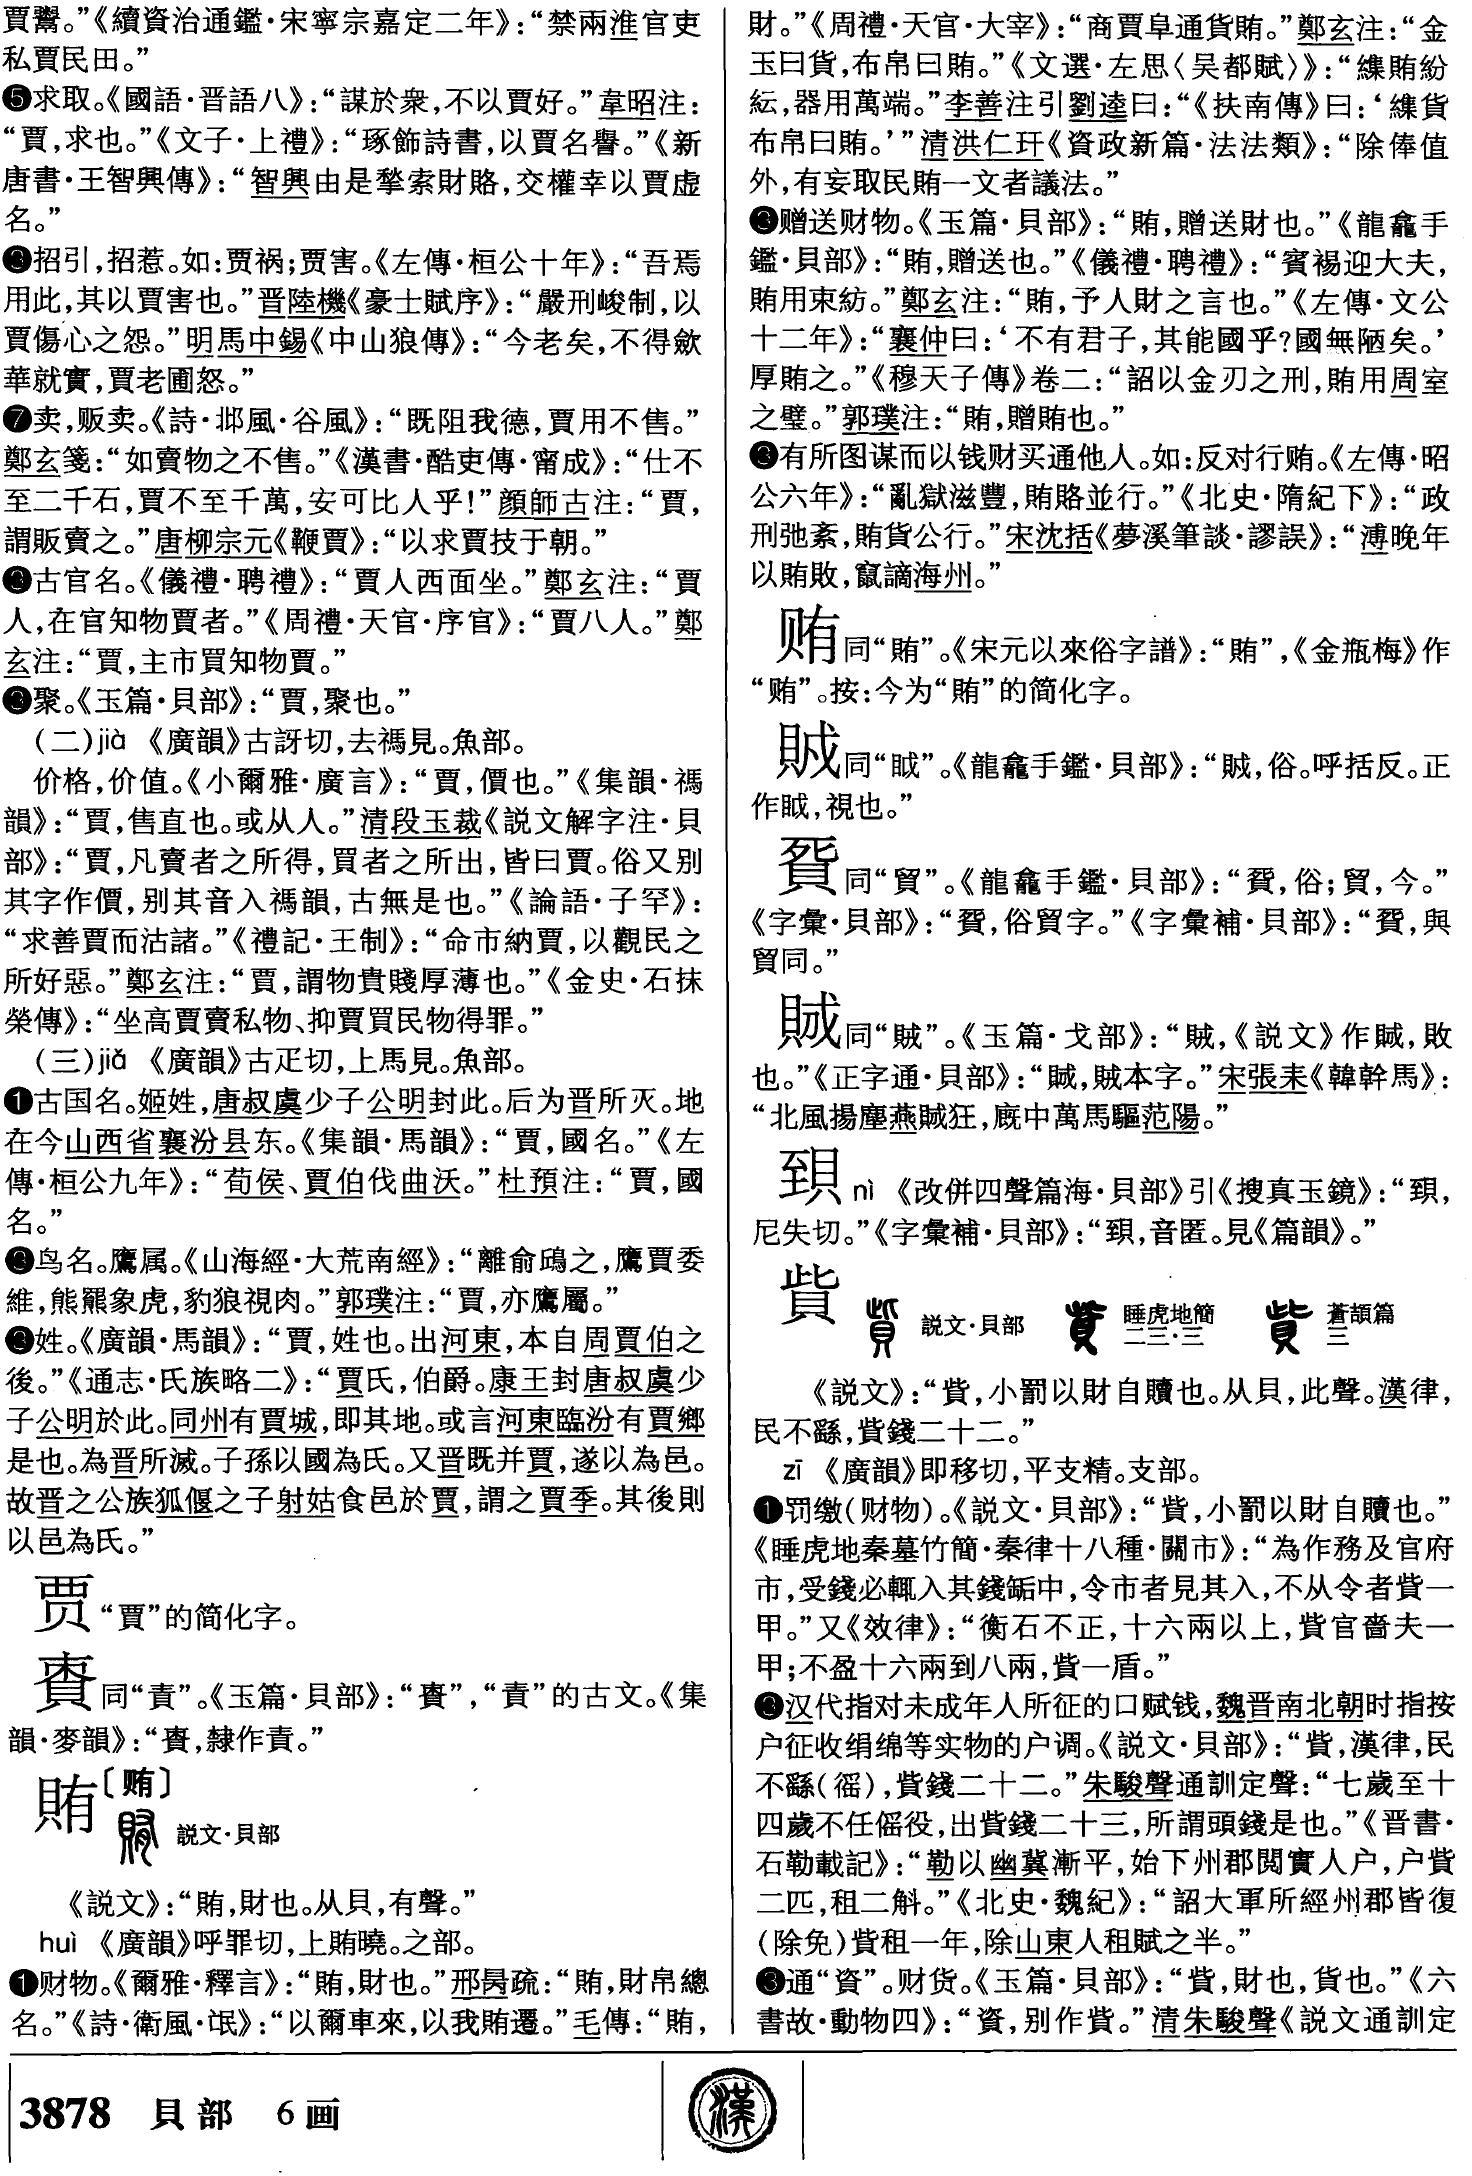 賈鬻。”《續資治通鑑·宋寧宗嘉定二年》：“禁兩淮官吏
私賈民田。”
❺求取。《國語·晋語八》：“謀於衆，不以賈好。”韋昭注：
“賈，求也。”《文子·上禮》：“琢飾詩書，以賈名譽。”《新
唐書·王智興傳》：“智興由是揫索財賂，交權幸以賈虚
名。”
❻招引，招惹。如：贾祸；贾害。《左傳·桓公十年》：“吾焉
用此，其以賈害也。”晋陸機《豪士賦序》：“嚴刑峻制，以
賈傷心之怨。”明馬中錫《中山狼傳》：“今老矣，不得歛
華就實，賈老圃怒。”
❼卖，贩卖。《詩·邶風·谷風》：“既阻我德，賈用不售。”
鄭玄箋：“如賣物之不售。”《漢書·酷吏傳·甯成》：“仕不
至二千石，賈不至千萬，安可比人乎！”顔師古注：“賈，
謂販賣之。”唐柳宗元《鞭賈》：“以求賈技于朝。”
❽古官名。《儀禮·聘禮》：“賈人西面坐。”鄭玄注：“賈
人，在官知物賈者。”《周禮·天官·序官》：“賈八人。”鄭
玄注：“賈，主市買知物賈。”
❾聚。《玉篇·貝部》：“賈，聚也。”
（二）jià　《廣韻》古訝切，去禡見。魚部。
价格，价值。《小爾雅·廣言》：“賈，價也。”《集韻·禡
韻》：“賈，售直也。或从人。”清段玉裁《説文解字注·貝
部》：“賈，凡賣者之所得，買者之所出，皆曰賈。俗又别
其字作價，别其音入禡韻，古無是也。”《論語·子罕》：
“求善賈而沽諸。”《禮記·王制》：“命市納賈，以觀民之
所好惡。”鄭玄注：“賈，謂物貴賤厚薄也。”《金史·石抹
榮傳》：“坐高賈賣私物、抑賈買民物得罪。”
（三）jiǎ　《廣韻》古疋切，上馬見。魚部。
❶古国名。姬姓，唐叔虞少子公明封此。后为晋所灭。地
在今山西省襄汾县东。《集韻·馬韻》：“賈，國名。”《左
傳·桓公九年》：“荀侯、賈伯伐曲沃。”杜預注：“賈，國
名。”
❷鸟名。鷹属。《山海經·大荒南經》：“離俞鴟之，鷹賈委
維，熊羆象虎，豹狼視肉。”郭璞注：“賈，亦鷹屬。”
❸姓。《廣韻·馬韻》：“賈，姓也。出河東，本自周賈伯之
後。”《通志·氏族略二》：“賈氏，伯爵。康王封唐叔虞少
子公明於此。同州有賈城，即其地。或言河東臨汾有賈鄉
是也。為晋所滅。子孫以國為氏。又晋既并賈，遂以為邑。
故晋之公族狐偃之子射姑食邑於賈，謂之賈季。其後則
以邑為氏。”
贾“賈”的简化字。
賷同“責”。《玉篇·貝部》：“賷”，“責”的古文。《集
韻·麥韻》：“賷，隸作責。”
賄〔贿〕
説文·貝部
《説文》：“賄，財也。从貝，有聲。”
huì　《廣韻》呼罪切，上賄曉。之部。
❶财物。《爾雅·釋言》：“賄，財也。”邢昺疏：“賄，財帛總
名。”《詩·衛風·氓》：“以爾車來，以我賄遷。”毛傳：“賄，
財。”《周禮·天官·大宰》：“商賈阜通貨賄。”鄭玄注：“金
玉曰貨，布帛曰賄。”《文選·左思〈吴都賦〉》：“䌨賄紛
紜，器用萬端。”李善注引劉逵曰：“《扶南傳》曰：‘䌨貨
布帛曰賄。’”清洪仁玕《資政新篇·法法類》：“除俸值
外，有妄取民賄一文者議法。”
❷赠送财物。《玉篇·貝部》：“賄，贈送財也。”《龍龕手
鑑·貝部》：“賄，贈送也。”《儀禮·聘禮》：“賓裼迎大夫，
賄用束紡。”鄭玄注：“賄，予人財之言也。”《左傳·文公
十二年》：“襄仲曰：‘不有君子，其能國乎？國無陋矣。’
厚賄之。”《穆天子傳》卷二：“詔以金刃之刑，賄用周室
之璧。”郭璞注：“賄，贈賄也。”
❸有所图谋而以钱财买通他人。如：反对行贿。《左傳·昭
公六年》：“亂獄滋豐，賄賂並行。”《北史·隋紀下》：“政
刑弛紊，賄貨公行。”宋沈括《夢溪筆談·謬誤》：“溥晚年
以賄敗，竄謫海州。”
贿同“賄”。《宋元以來俗字譜》：“賄”，《金瓶梅》作
“贿”。按：今为“賄”的简化字。
同“眓”。《龍龕手鑑·貝部》：“，俗。呼括反。正
作眓，視也。”
同“貿”。《龍龕手鑑·貝部》：“，俗；貿，今。”
《字彙·貝部》：“，俗貿字。”《字彙補·貝部》：“，與
貿同。”
同“賊”。《玉篇·戈部》：“賊，《説文》作，敗
也。”《正字通·貝部》：“，賊本字。”宋張耒《韓幹馬》：
“北風揚塵燕狂，廄中萬馬驅范陽。”
nì　《改併四聲篇海·貝部》引《搜真玉鏡》：“，
尼失切。”《字彙補·貝部》：“，音匿。見《篇韻》。”
貲　説文·貝部　睡虎地簡二三·三　蒼頡篇三
《説文》：“貲，小罰以財自贖也。从貝，此聲。漢律，
民不繇，貲錢二十二。”
zī　《廣韻》即移切，平支精。支部。
❶罚缴（财物）。《説文·貝部》：“貲，小罰以財自贖也。”
《睡虎地秦墓竹簡·秦律十八種·關市》：“為作務及官府
市，受錢必輒入其錢缿中，令市者見其入，不从令者貲一
甲。”又《效律》：“衡石不正，十六兩以上，貲官嗇夫一
甲；不盈十六兩到八兩，貲一盾。”
❷汉代指对未成年人所征的口赋钱，魏晋南北朝时指按
户征收绢绵等实物的户调。《説文·貝部》：“貲，漢律，民
不繇（徭），貲錢二十二。”朱駿聲通訓定聲：“七歲至十
四歲不任傜役，出貲錢二十三，所謂頭錢是也。”《晋書·
石勒載記》：“勒以幽冀漸平，始下州郡閲實人户，户貲
二匹，租二斛。”《北史·魏紀》：“詔大軍所經州郡皆復
（除免）貲租一年，除山東人租賦之半。”
❸通“資”。财货。《玉篇·貝部》：“貲，財也，貨也。”《六
書故·動物四》：“資，别作貲。”清朱駿聲《説文通訓定
3878　貝部　6画
漢